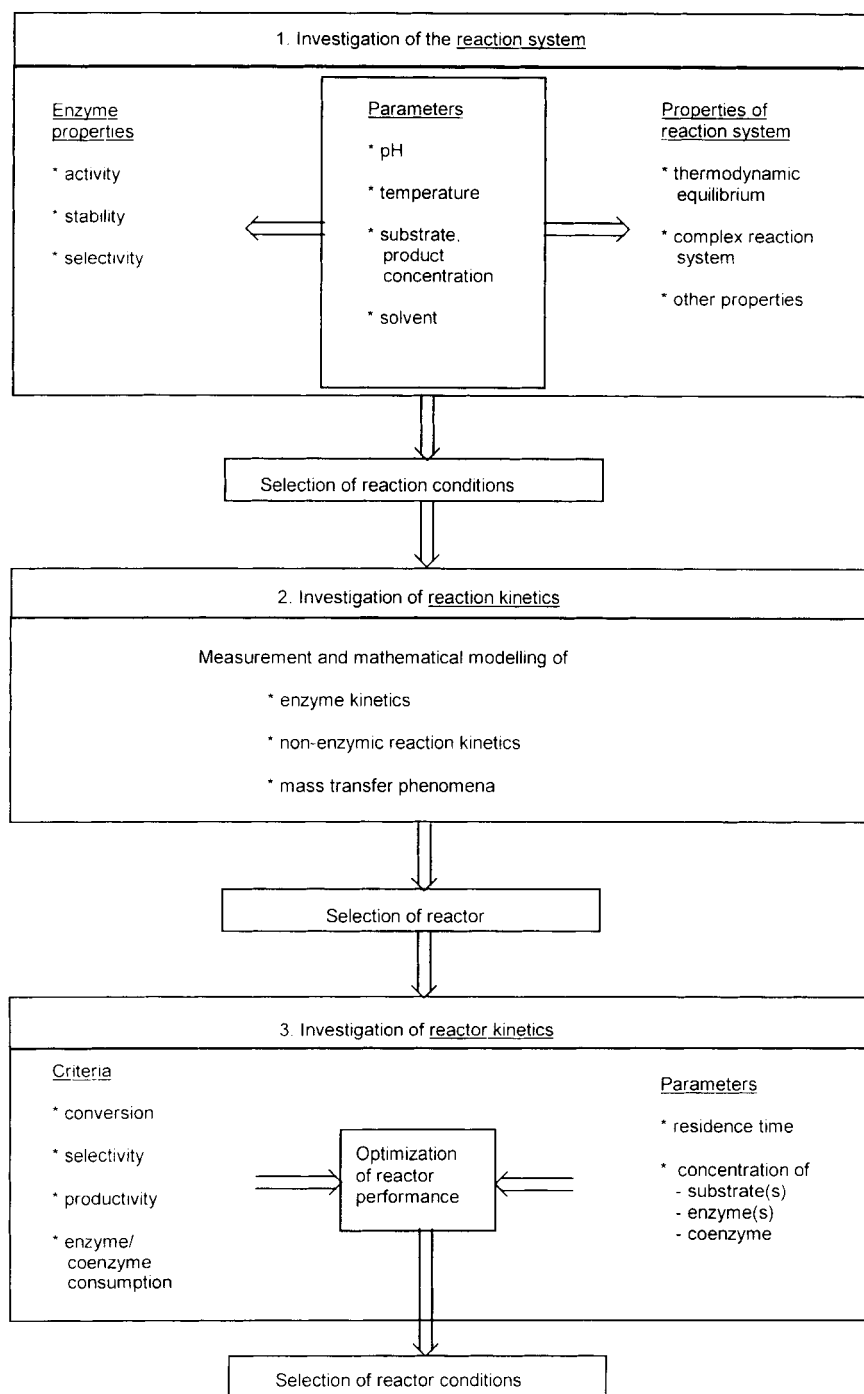 1. Investigation of the reaction system
Enzyme
properties
* activity
* stability
* selectivity
Parameters
* pH
* temperature
* substrate,
product
concentration
* solvent
Properties of
reaction system
* thermodynamic
equilibrium
* complex reaction
system
* other properties
Selection of reaction conditions
2. Investigation of reaction kinetics
Measurement and mathematical modelling of
* enzyme kinetics
* non-enzymic reaction kinetics
* mass transfer phenomena
Selection of reactor
3. Investigation of reactor kinetics
Criteria
* conversion
* selectivity
* productivity
* enzyme/
coenzyme
consumption
Optimization
of reactor
performance
Parameters
* residence time
* concentration of
- substrate(s)
- enzyme(s)
- coenzyme
Selection of reactor conditions